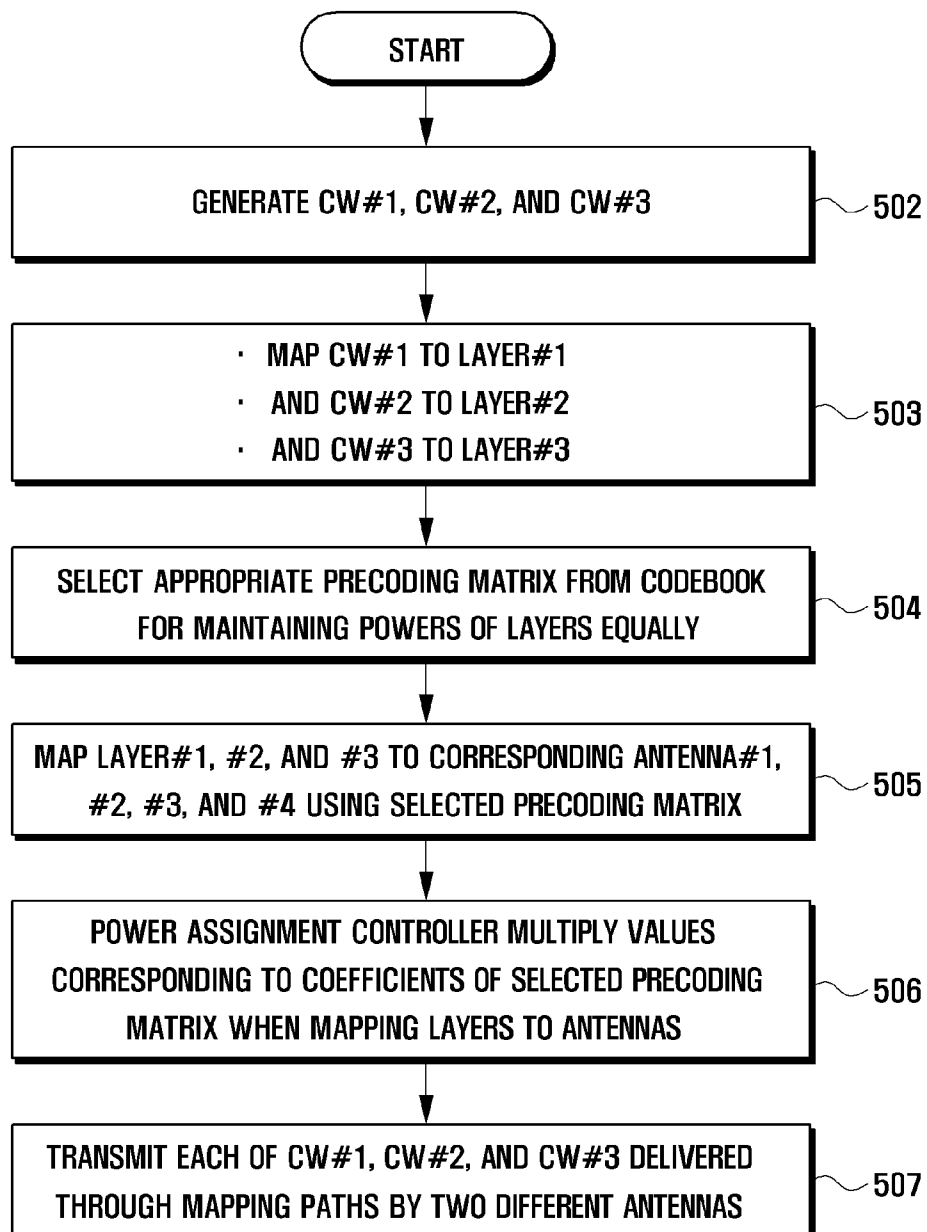 START
GENERATE CW#1, CW#2, AND CW#3
502
· MAP CW#1 TO LAYER#1
· AND CW#2 TO LAYER#2
· AND CW#3 TO LAYER#3
503
SELECT APPROPRIATE PRECODING MATRIX FROM CODEBOOK
FOR MAINTAINING POWERS OF LAYERS EQUALLY
504
MAP LAYER#1, #2, AND #3 TO CORRESPONDING ANTENNA#1,
#2, #3, AND #4 USING SELECTED PRECODING MATRIX
505
POWER ASSIGNMENT CONTROLLER MULTIPLY VALUES
CORRESPONDING TO COEFFICIENTS OF SELECTED PRECODING
MATRIX WHEN MAPPING LAYERS TO ANTENNAS
506
TRANSMIT EACH OF CW#1, CW#2, AND CW#3 DELIVERED
THROUGH MAPPING PATHS BY TWO DIFFERENT ANTENNAS
507